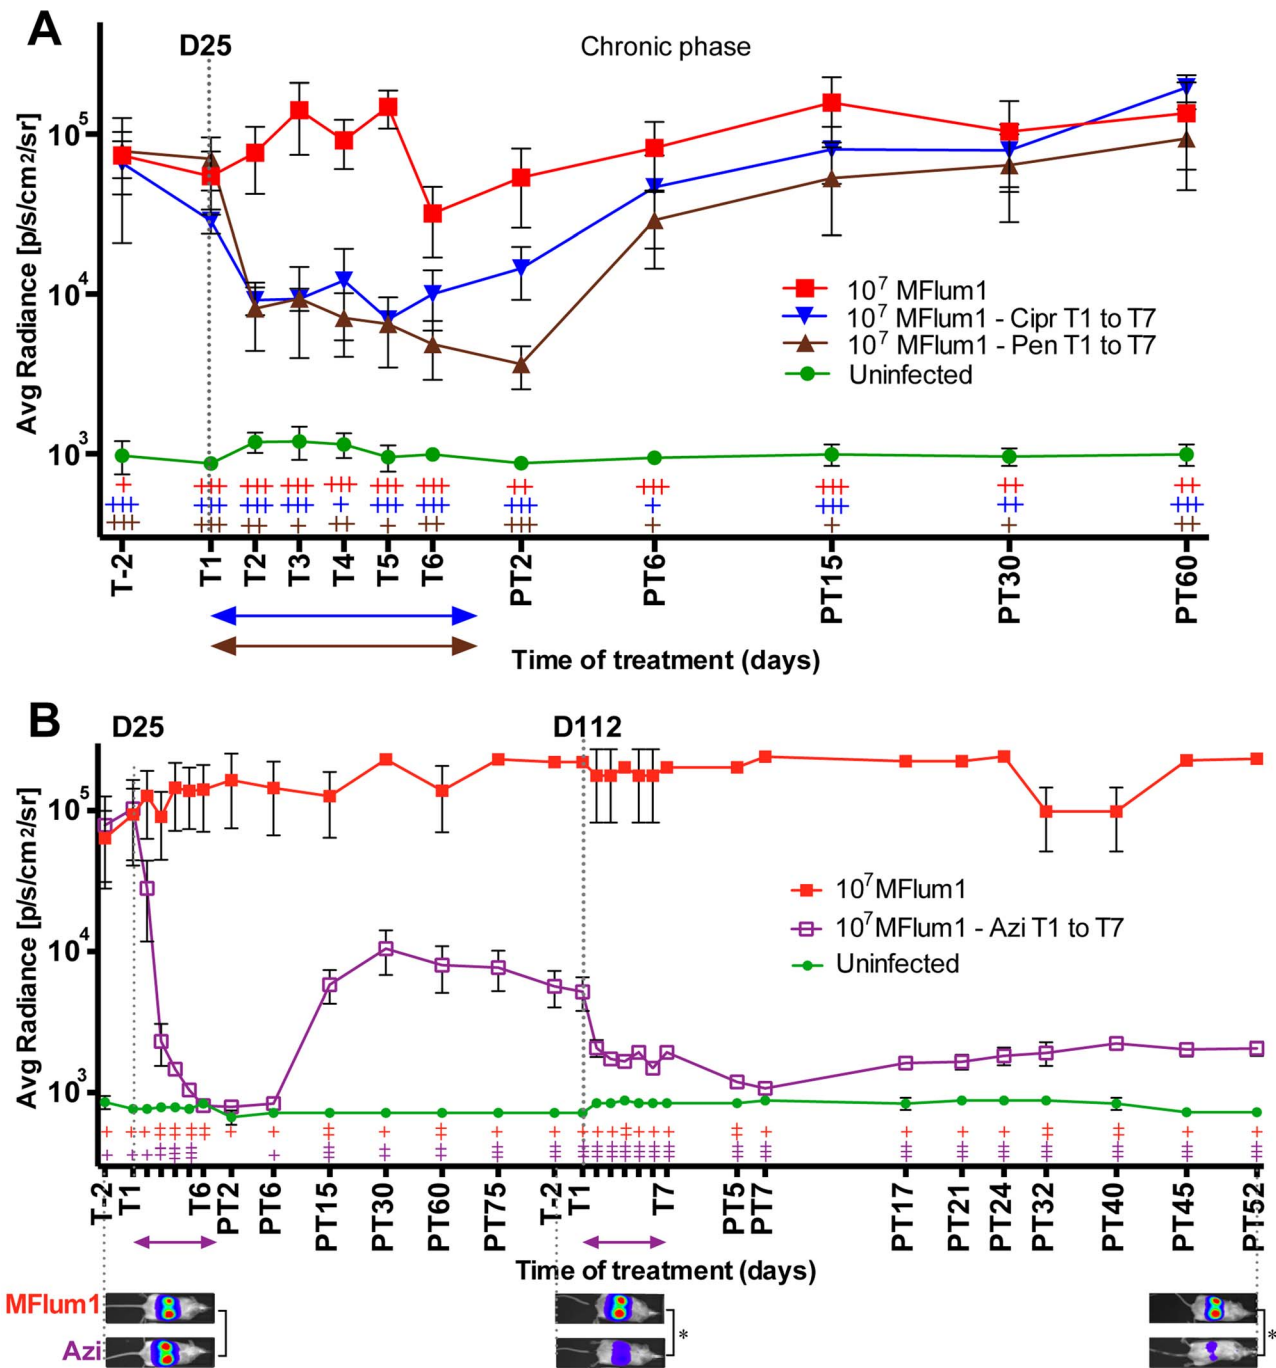 A
D25
Chronic phase
Avg Radiance [p/s/cm2/sr]
10^5
10^4
10^3
10^7 MFlum1
10^7 MFlum1 - Cipr T1 to T7
10^7 MFlum1 - Pen T1 to T7
Uninfected
+ +++ +++ +++ +++ +++ +++ ++ +++ +++ ++ ++
+++ +++ +++ +++ + +++ +++ +++ + +++ ++ +++
+++ +++ ++ + ++ + ++ +++ + + + ++
T-2 T1 T2 T3 T4 T5 T6 PT2 PT6 PT15 PT30 PT60
Time of treatment (days)
B
D25 D112
Avg Radiance [p/s/cm2/sr]
10^5
10^4
10^3
10^7MFlum1
10^7MFlum1 - Azi T1 to T7
Uninfected
T-2 T1 T6 PT2 PT6 PT15 PT30 PT60 PT75 T-2 T1 T7 PT5 PT7 PT17 PT21 PT24 PT32 PT40 PT45 PT52
Time of treatment (days)
MFlum1
* *
Azi